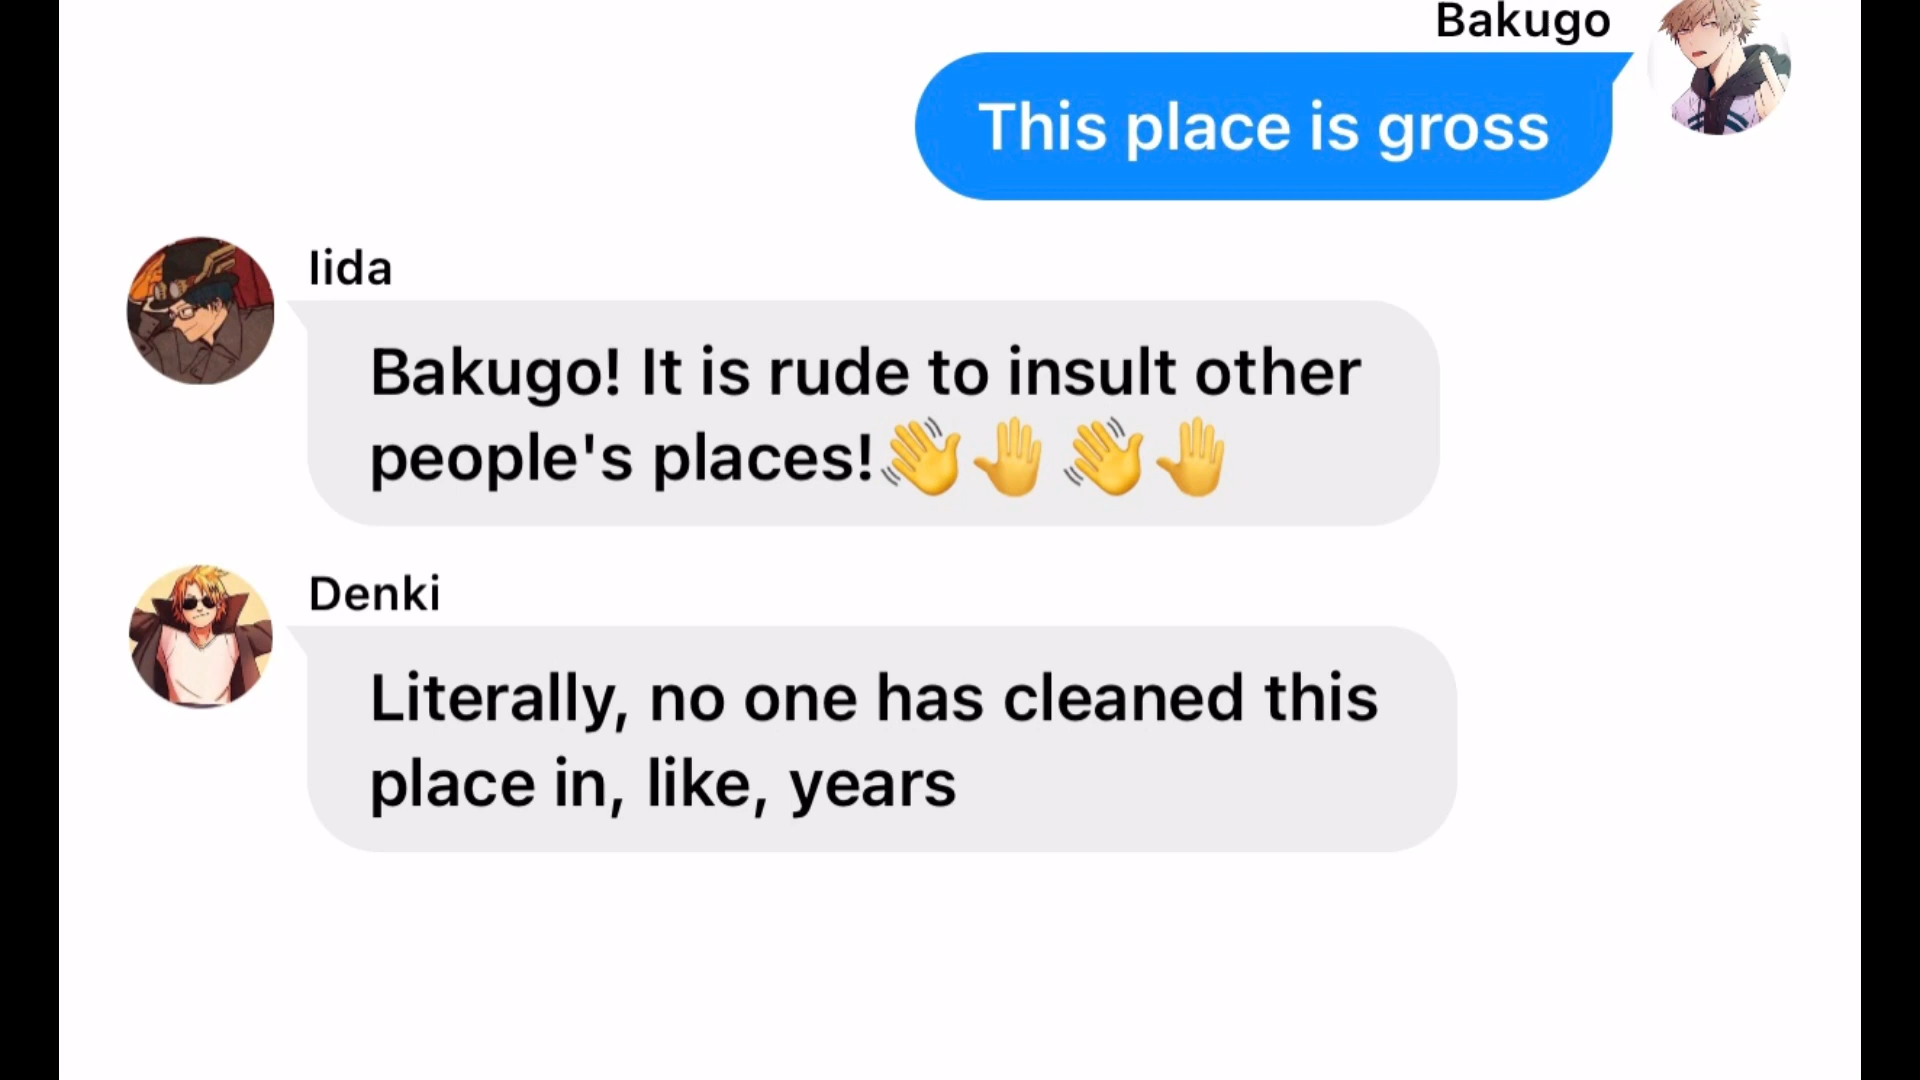 Bakugo
This place is gross
Iida
Bakugo! It is rude to insult other
people's places!👋🤚👋🤚
Denki
Literally, no one has cleaned this
place in, like, years